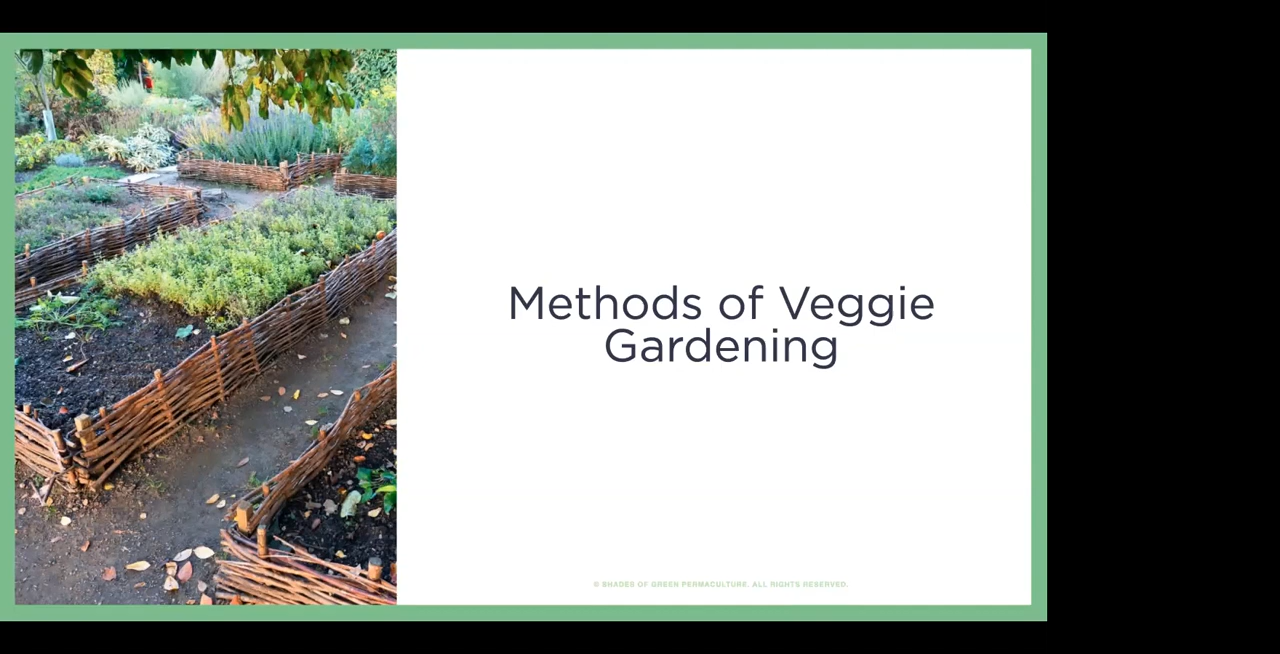 Methods of Veggie
Gardening
© SHADES OF GREEN PERMACULTURE. ALL RIGHTS RESERVED.